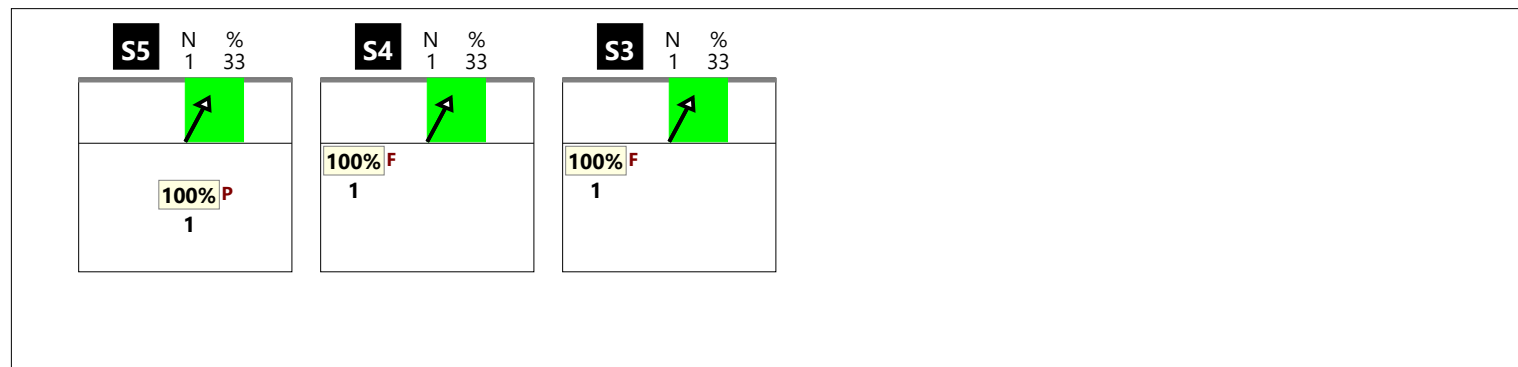 S5 N % S4 N % S3 N %
1 33 1 33 1 33
100% F 100% F
100% P 1 1
1